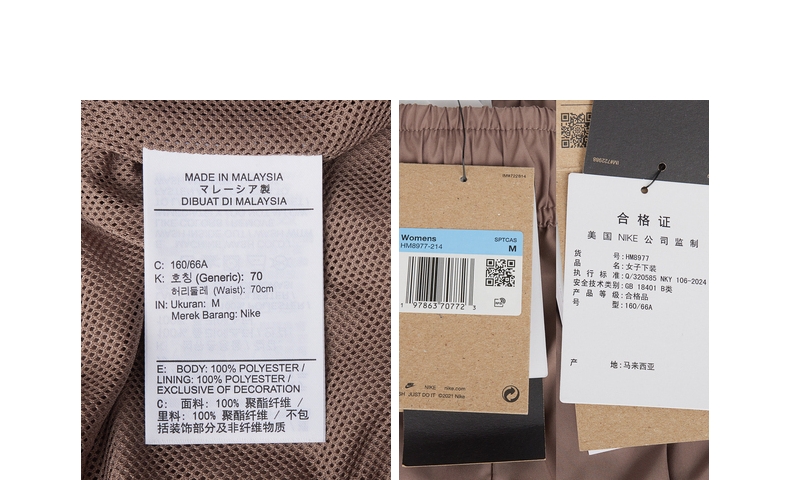 MADE IN MALAYSIA
マレーシア製
DIBUAT DI MALAYSIA
C: 160/66A
K: 호칭 (Generic): 70
허리둘레 (Waist): 70cm
IN: Ukuran: M
Merek Barang: Nike
E: BODY: 100% POLYESTER /
LINING: 100% POLYESTER /
EXCLUSIVE OF DECORATION
C: 面料: 100% 聚酯纤维 /
里料: 100% 聚酯纤维 / 不包
括装饰部分及非纤维物质
Womens
SPTCAS
HM8977-214
M
1 97863 70772 3
NIKE nike.com
JUST DO IT ©2021 Nike
合格证
美国 NIKE 公司监制
货号: HM8977
品名: 女子下装
执行标准: Q/320585 NKY 106-2024
安全技术类别: GB 18401 B类
产品等级: 合格品
号型: 160/66A
产地: 马来西亚